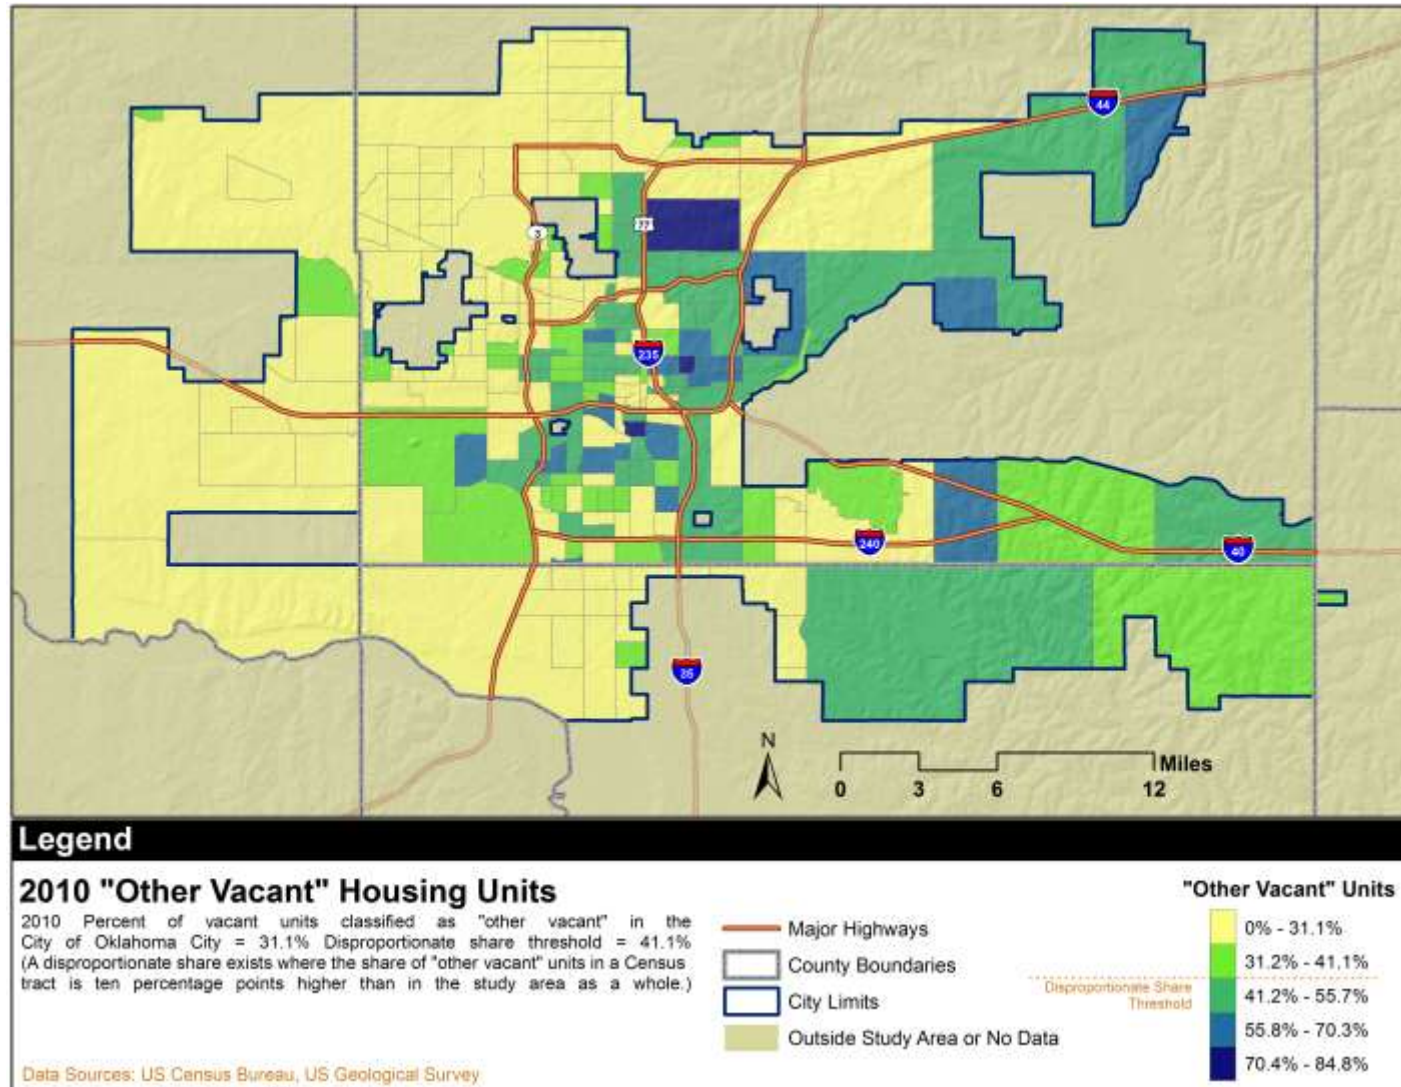 44
3
77
235
240
40
35
N
Miles
0 3 6 12
Legend
2010 "Other Vacant" Housing Units
2010 Percent of vacant units classified as "other vacant" in the
City of Oklahoma City = 31.1% Disproportionate share threshold = 41.1%
(A disproportionate share exists where the share of "other vacant" units in a Census
tract is ten percentage points higher than in the study area as a whole.)
Data Sources: US Census Bureau, US Geological Survey
Major Highways
County Boundaries
City Limits
Outside Study Area or No Data
"Other Vacant" Units
0% - 31.1%
31.2% - 41.1%
Disproportionate Share
Threshold
41.2% - 55.7%
55.8% - 70.3%
70.4% - 84.8%